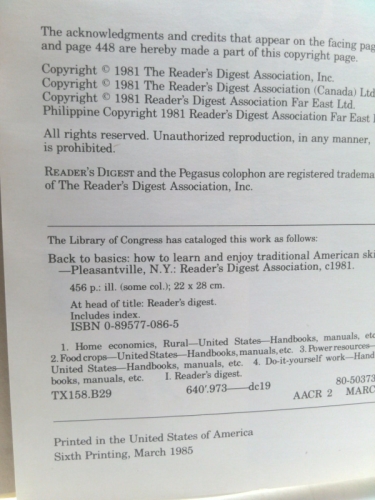 The acknowledgments and credits that appear on the facing
and page 448 are hereby made a part of this copyright page.
Copyright © 1981 The Reader's Digest Association, Inc.
Copyright © 1981 The Reader's Digest Association (Canada) Ltd
Copyright © 1981 Reader's Digest Association Far East Ltd.
Philippine Copyright 1981 Reader's Digest Association Far East
All rights reserved. Unauthorized reproduction, in any manner,
is prohibited.
READER'S DIGEST and the Pegasus colophon are registered
of The Reader's Digest Association, Inc.
The Library of Congress has cataloged this work as follows:
Back to basics: how to learn and enjoy traditional American
—Pleasantville, N.Y.: Reader's Digest Association, c1981.
456 p.: ill. (some col.); 22 x 28 cm.
At head of title: Reader's digest.
Includes index.
ISBN 0-89577-086-5
1. Home economics, Rural—United States—Handbooks, manuals, etc
2. Food crops—United States—Handbooks, manuals, etc. 3. Power resources—
United States—Handbooks, manuals, etc. 4. Do-it-yourself work—Hand
books, manuals, etc. I. Reader's digest.
TX158.B29 640'.973—dc19 80-50373
AACR 2 MARC
Printed in the United States of America
Sixth Printing, March 1985